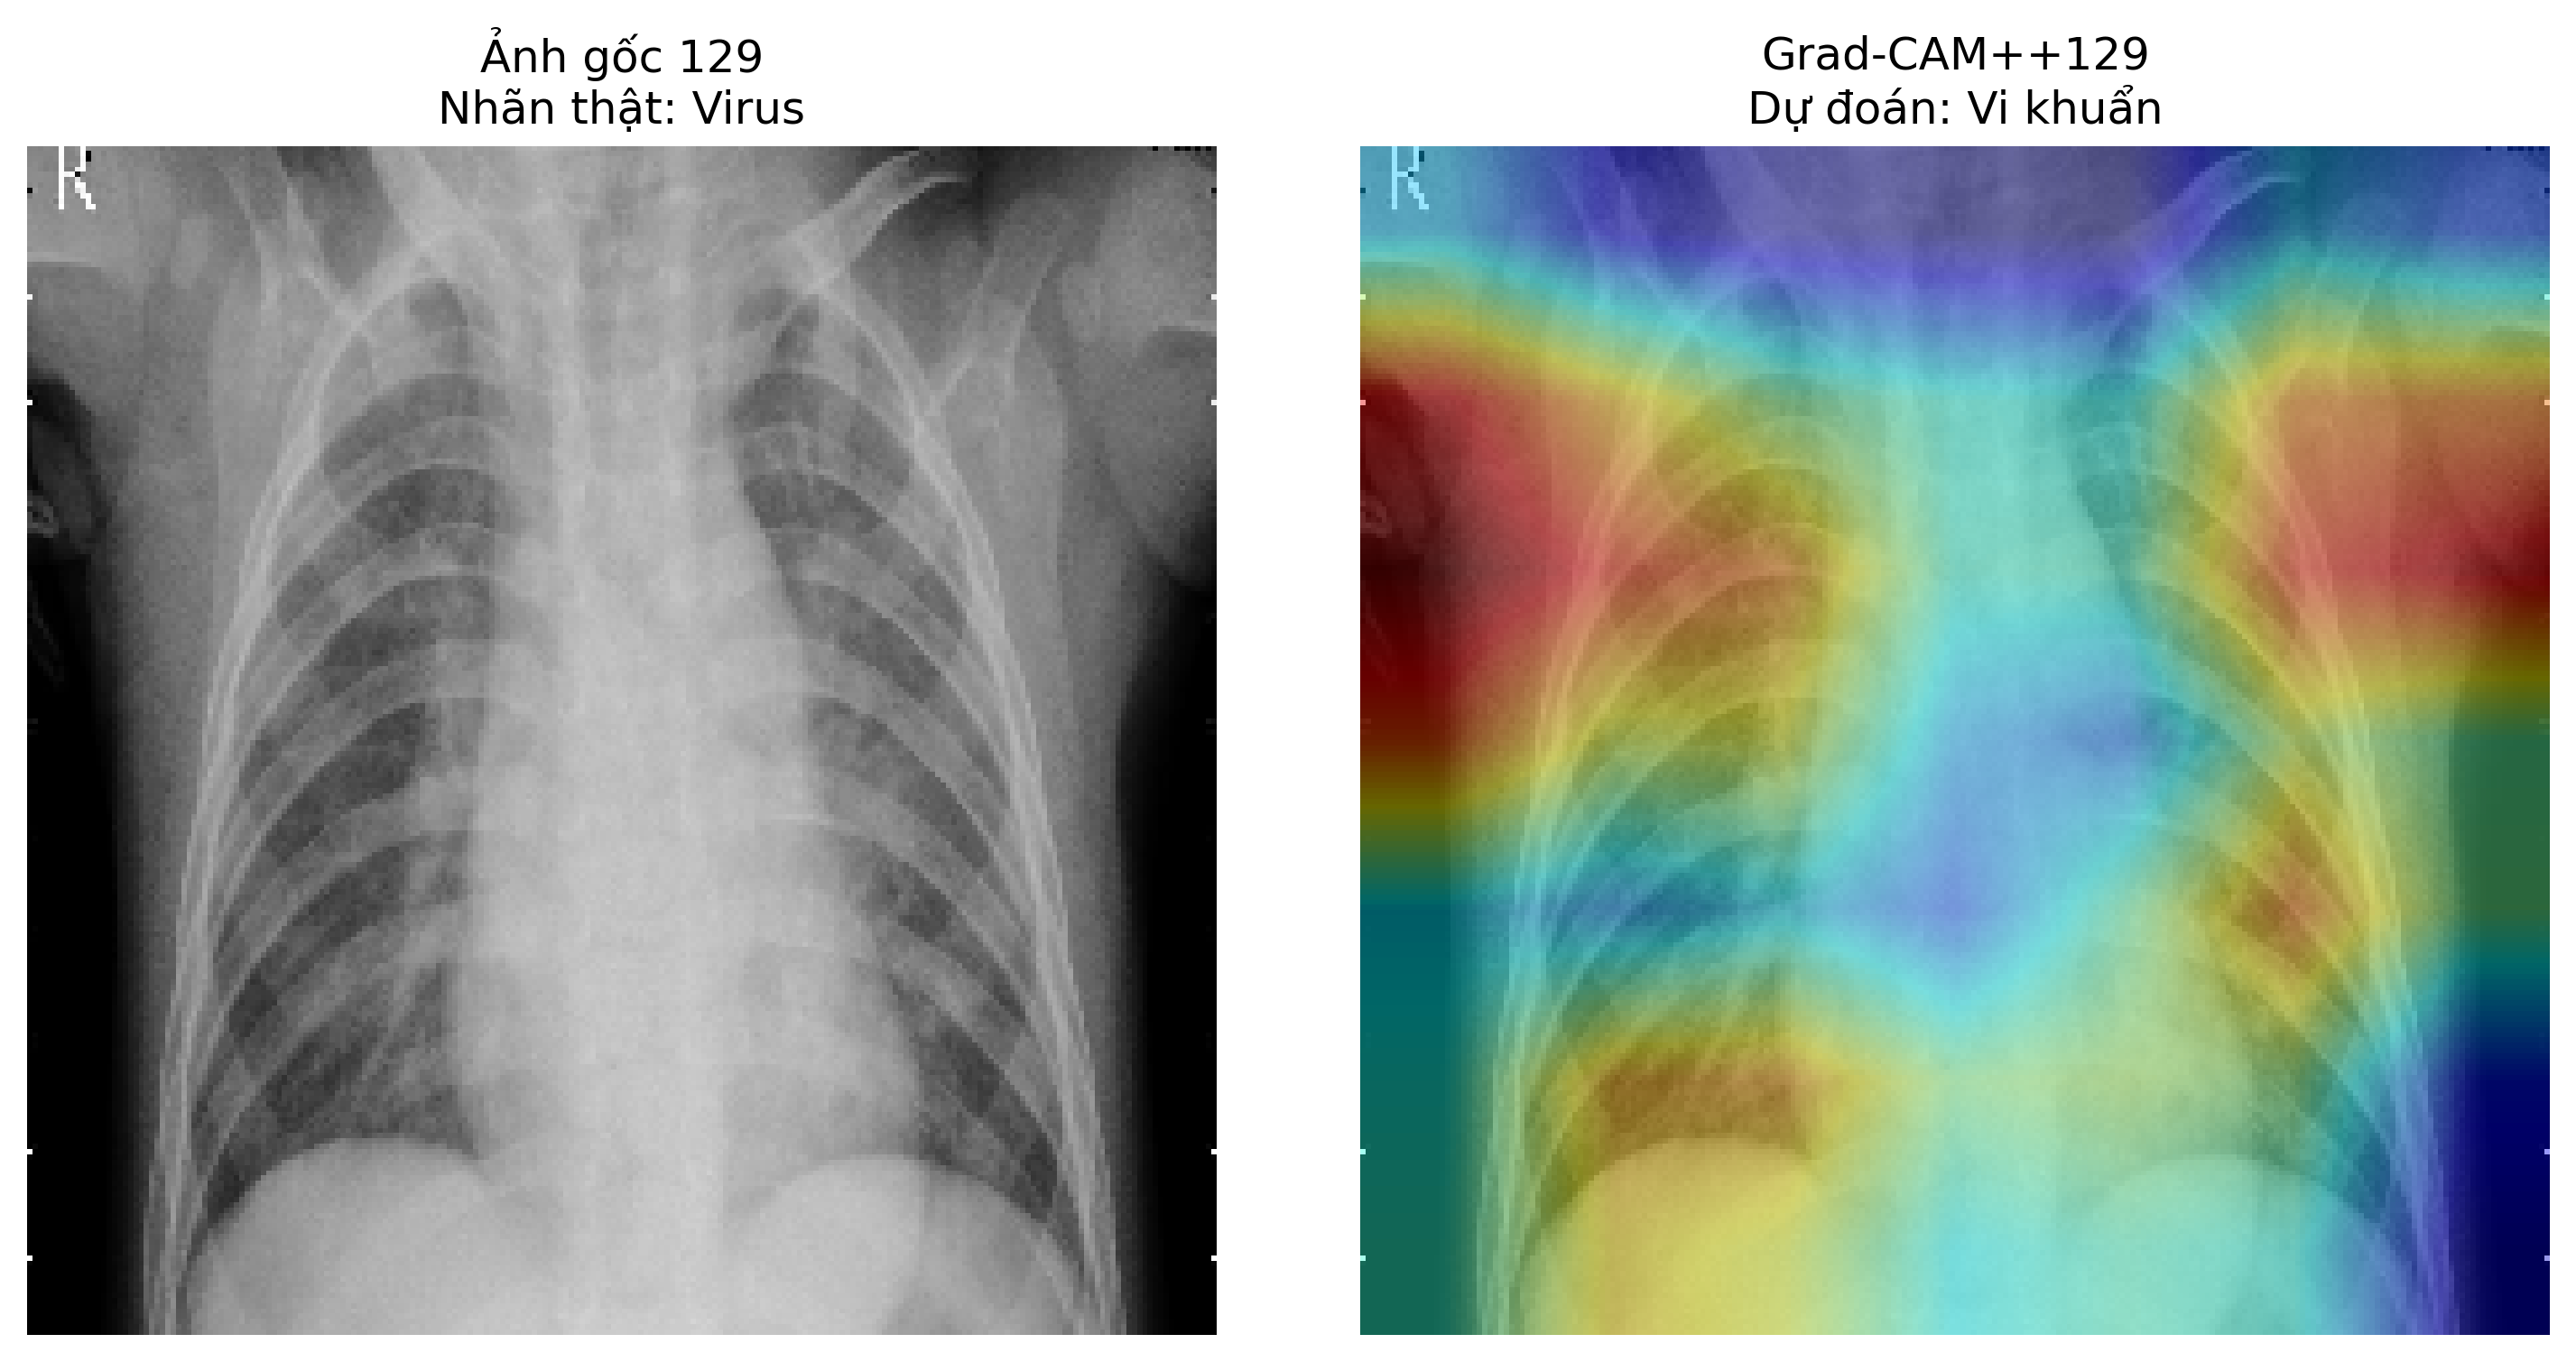 Ảnh gốc 129
Nhãn thật: Virus
R
Grad-CAM++129
Dự đoán: Vi khuẩn
R